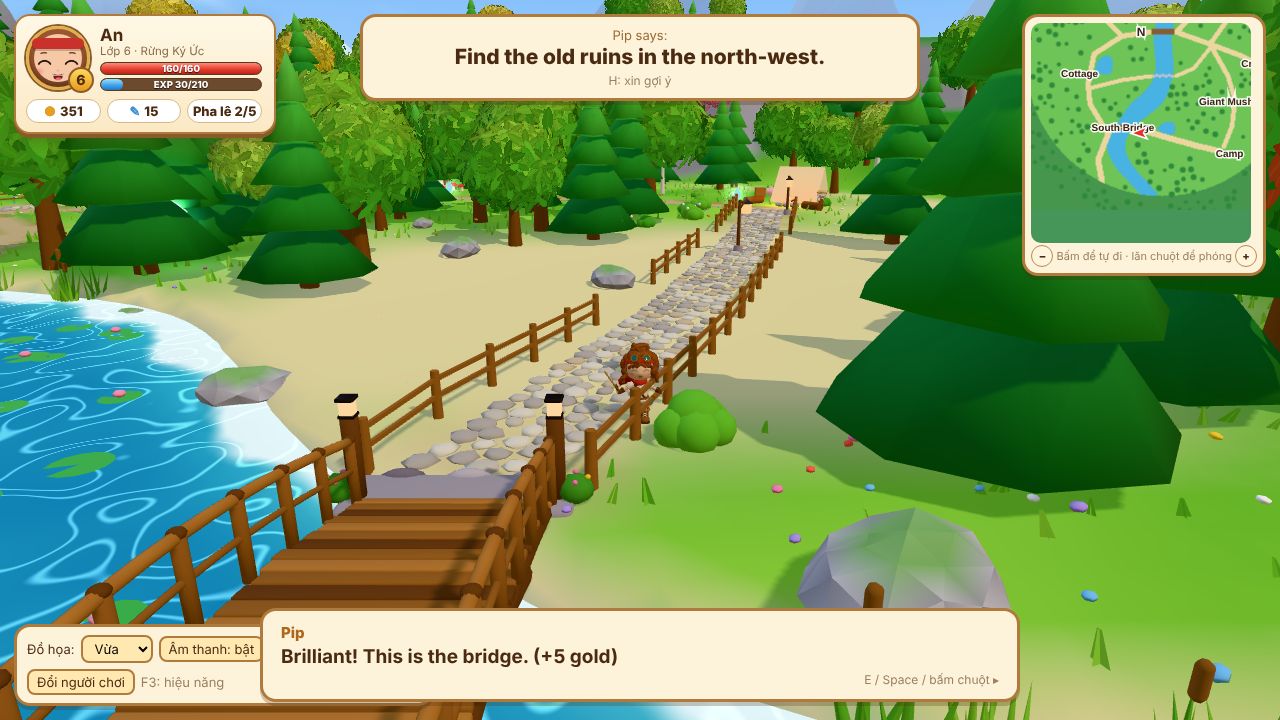 An
Lớp 6 · Rừng Ký Ức
160/160
EXP 30/210
6
351
15
Pha lê 2/5
Pip says:
Find the old ruins in the north-west.
H: xin gợi ý
N
Cottage
Giant Mush
South Bridge
Camp
− Bấm để tự đi · lăn chuột để phóng +
Đồ họa: Vừa Âm thanh: bật
Đổi người chơi F3: hiệu năng
Pip
Brilliant! This is the bridge. (+5 gold)
E / Space / bấm chuột ▸